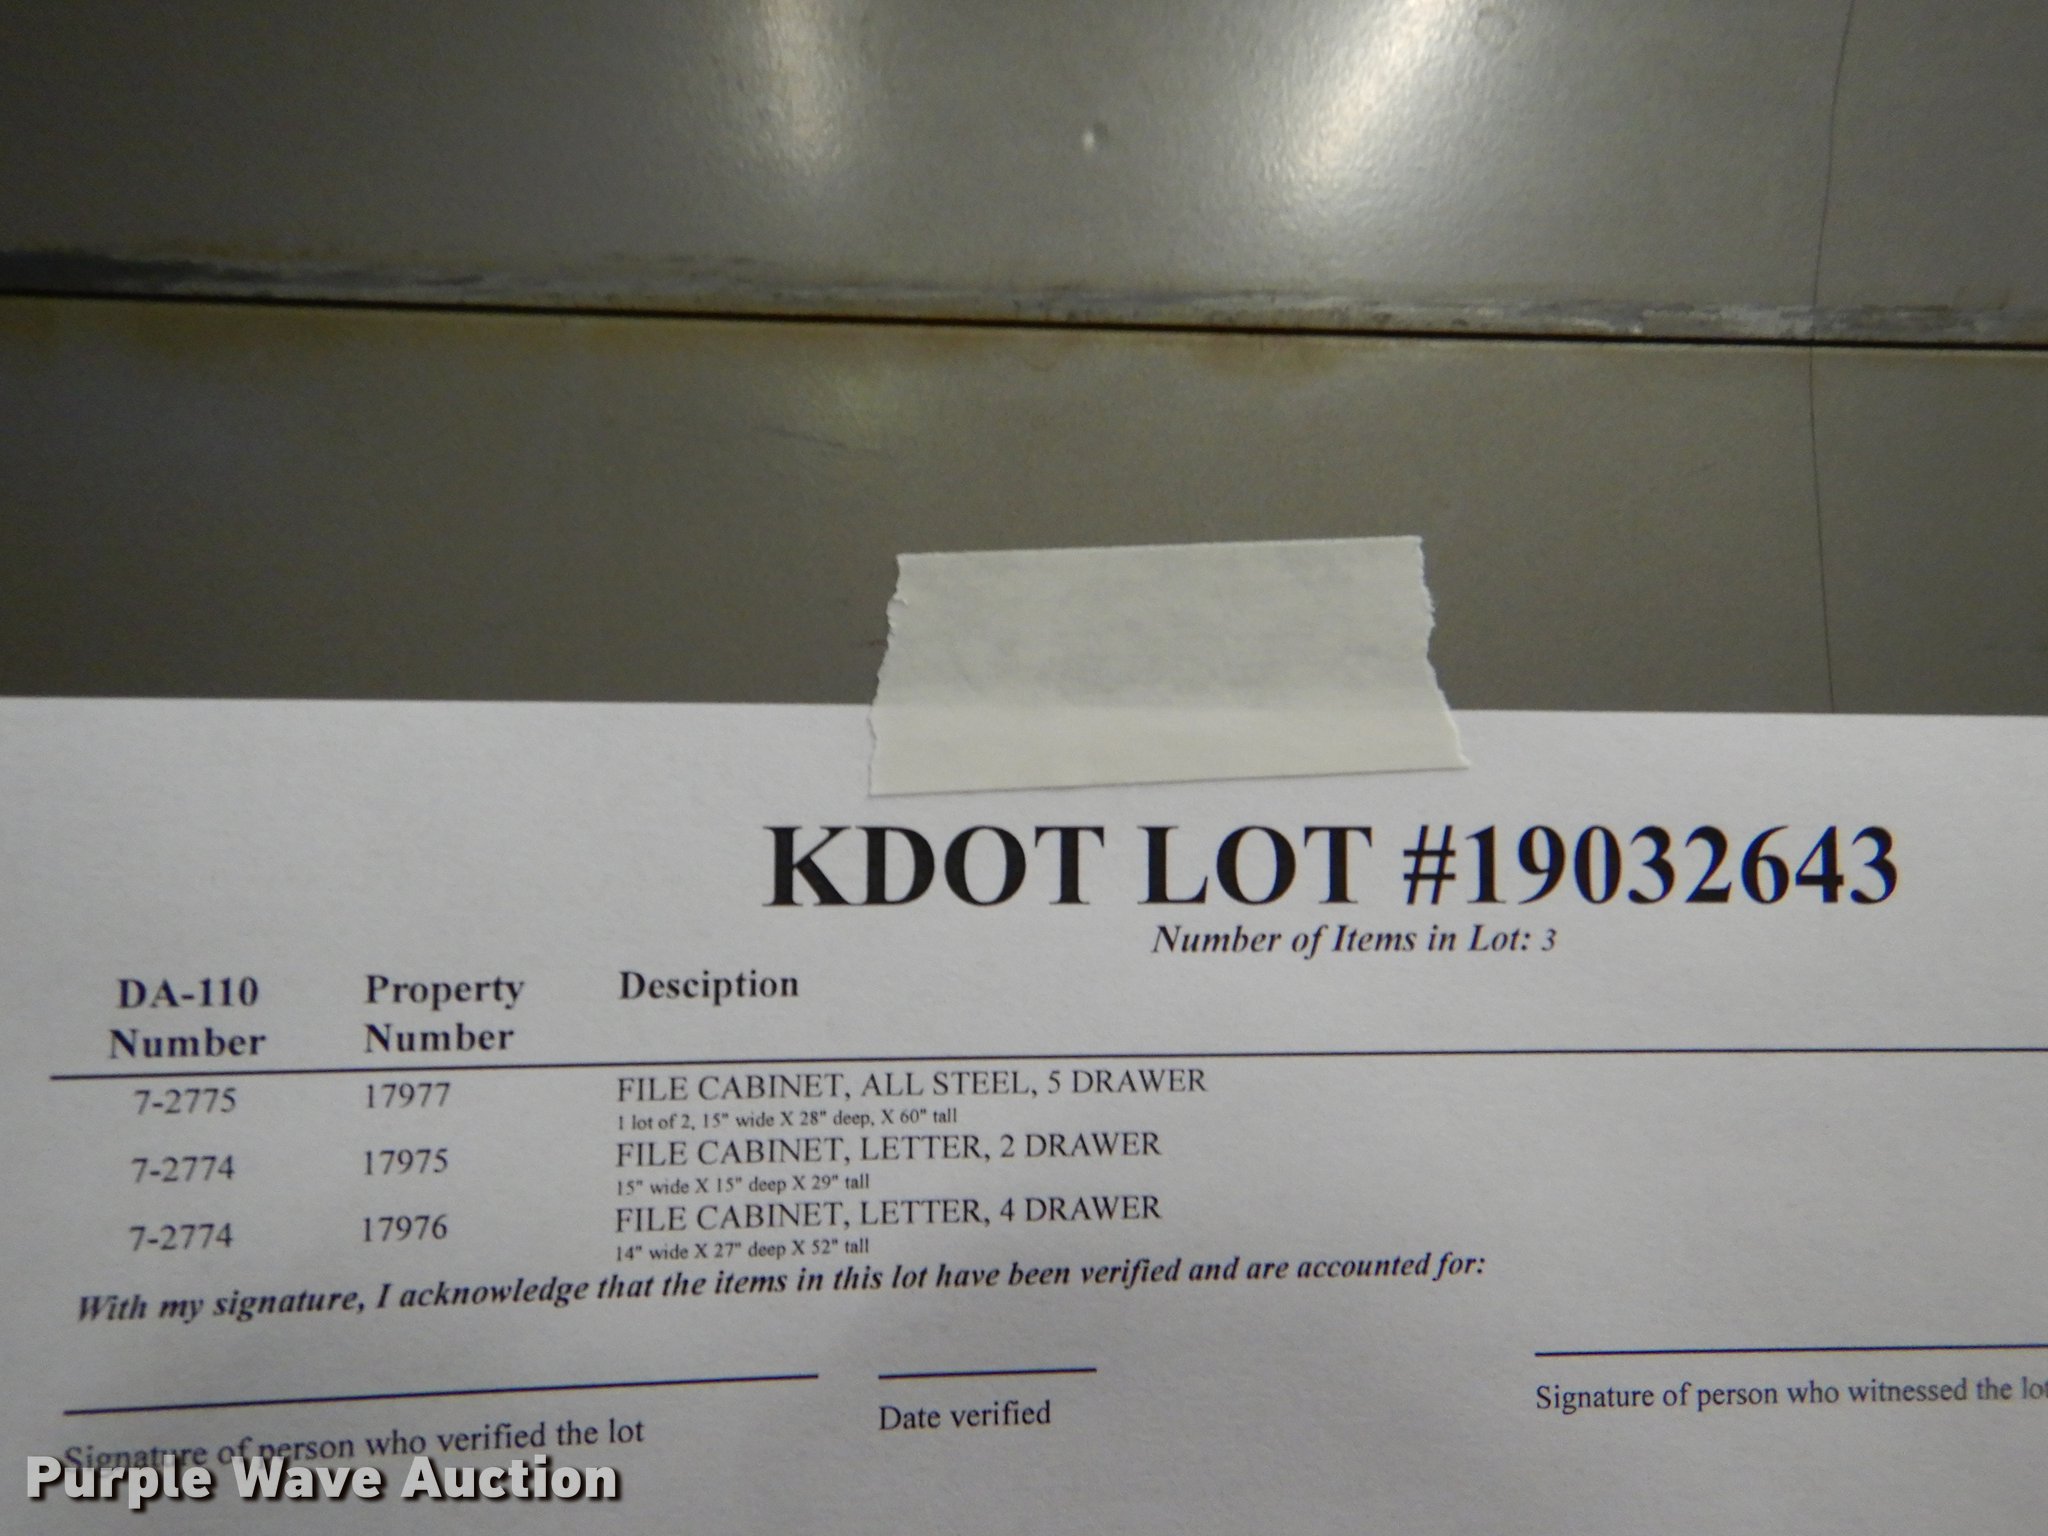 KDOT LOT #19032643
Number of Items in Lot: 3
DA-110 Number Property Number Desciption
7-2775 17977 FILE CABINET, ALL STEEL, 5 DRAWER
1 lot of 2, 15" wide X 28" deep, X 60" tall
7-2774 17975 FILE CABINET, LETTER, 2 DRAWER
15" wide X 15" deep X 29" tall
7-2774 17976 FILE CABINET, LETTER, 4 DRAWER
14" wide X 27" deep X 52" tall
With my signature, I acknowledge that the items in this lot have been verified and are accounted for:
Signature of person who verified the lot
Date verified
Signature of person who witnessed the lot
Purple Wave Auction